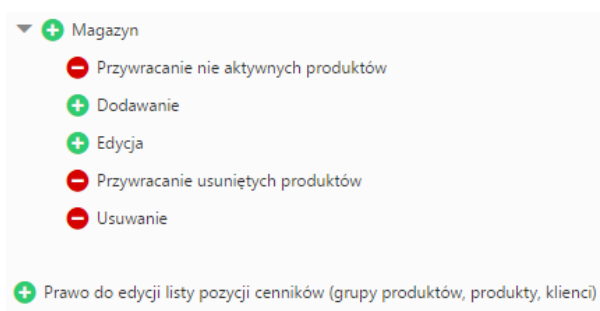 Magazyn
Przywracanie nie aktywnych produktów
Dodawanie
Edycja
Przywracanie usuniętych produktów
Usuwanie
Prawo do edycji listy pozycji cenników (grupy produktów, produkty, klienci)